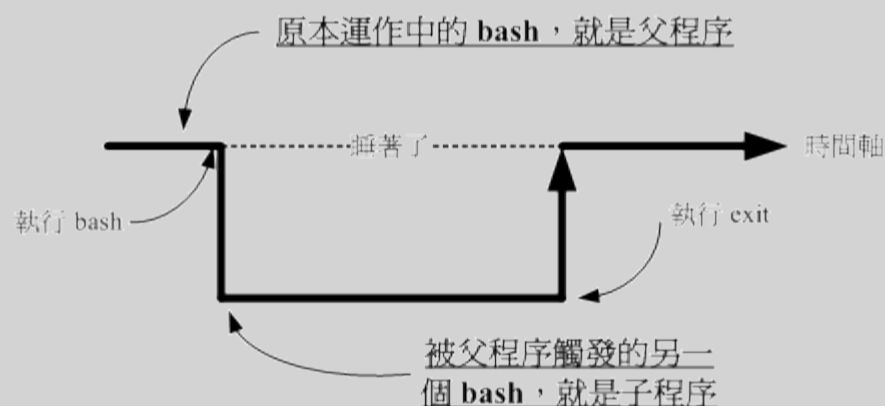 原本運作中的 bash，就是父程序
睡著了
時間軸
執行 bash
執行 exit
被父程序觸發的另一
個 bash，就是子程序